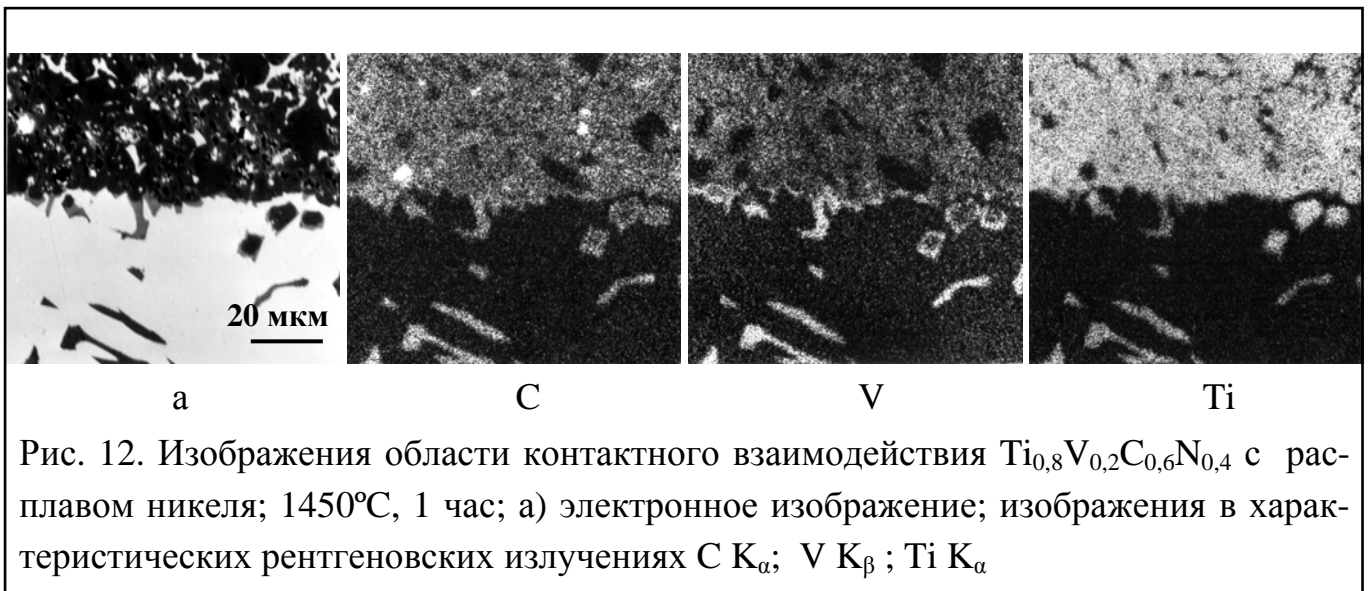 20 мкм
а C V Ti
Рис. 12. Изображения области контактного взаимодействия Ti0,8V0,2C0,6N0,4 с рас-
плавом никеля; 1450ºС, 1 час; а) электронное изображение; изображения в харак-
теристических рентгеновских излучениях C Kα; V Kβ ; Ti Kα